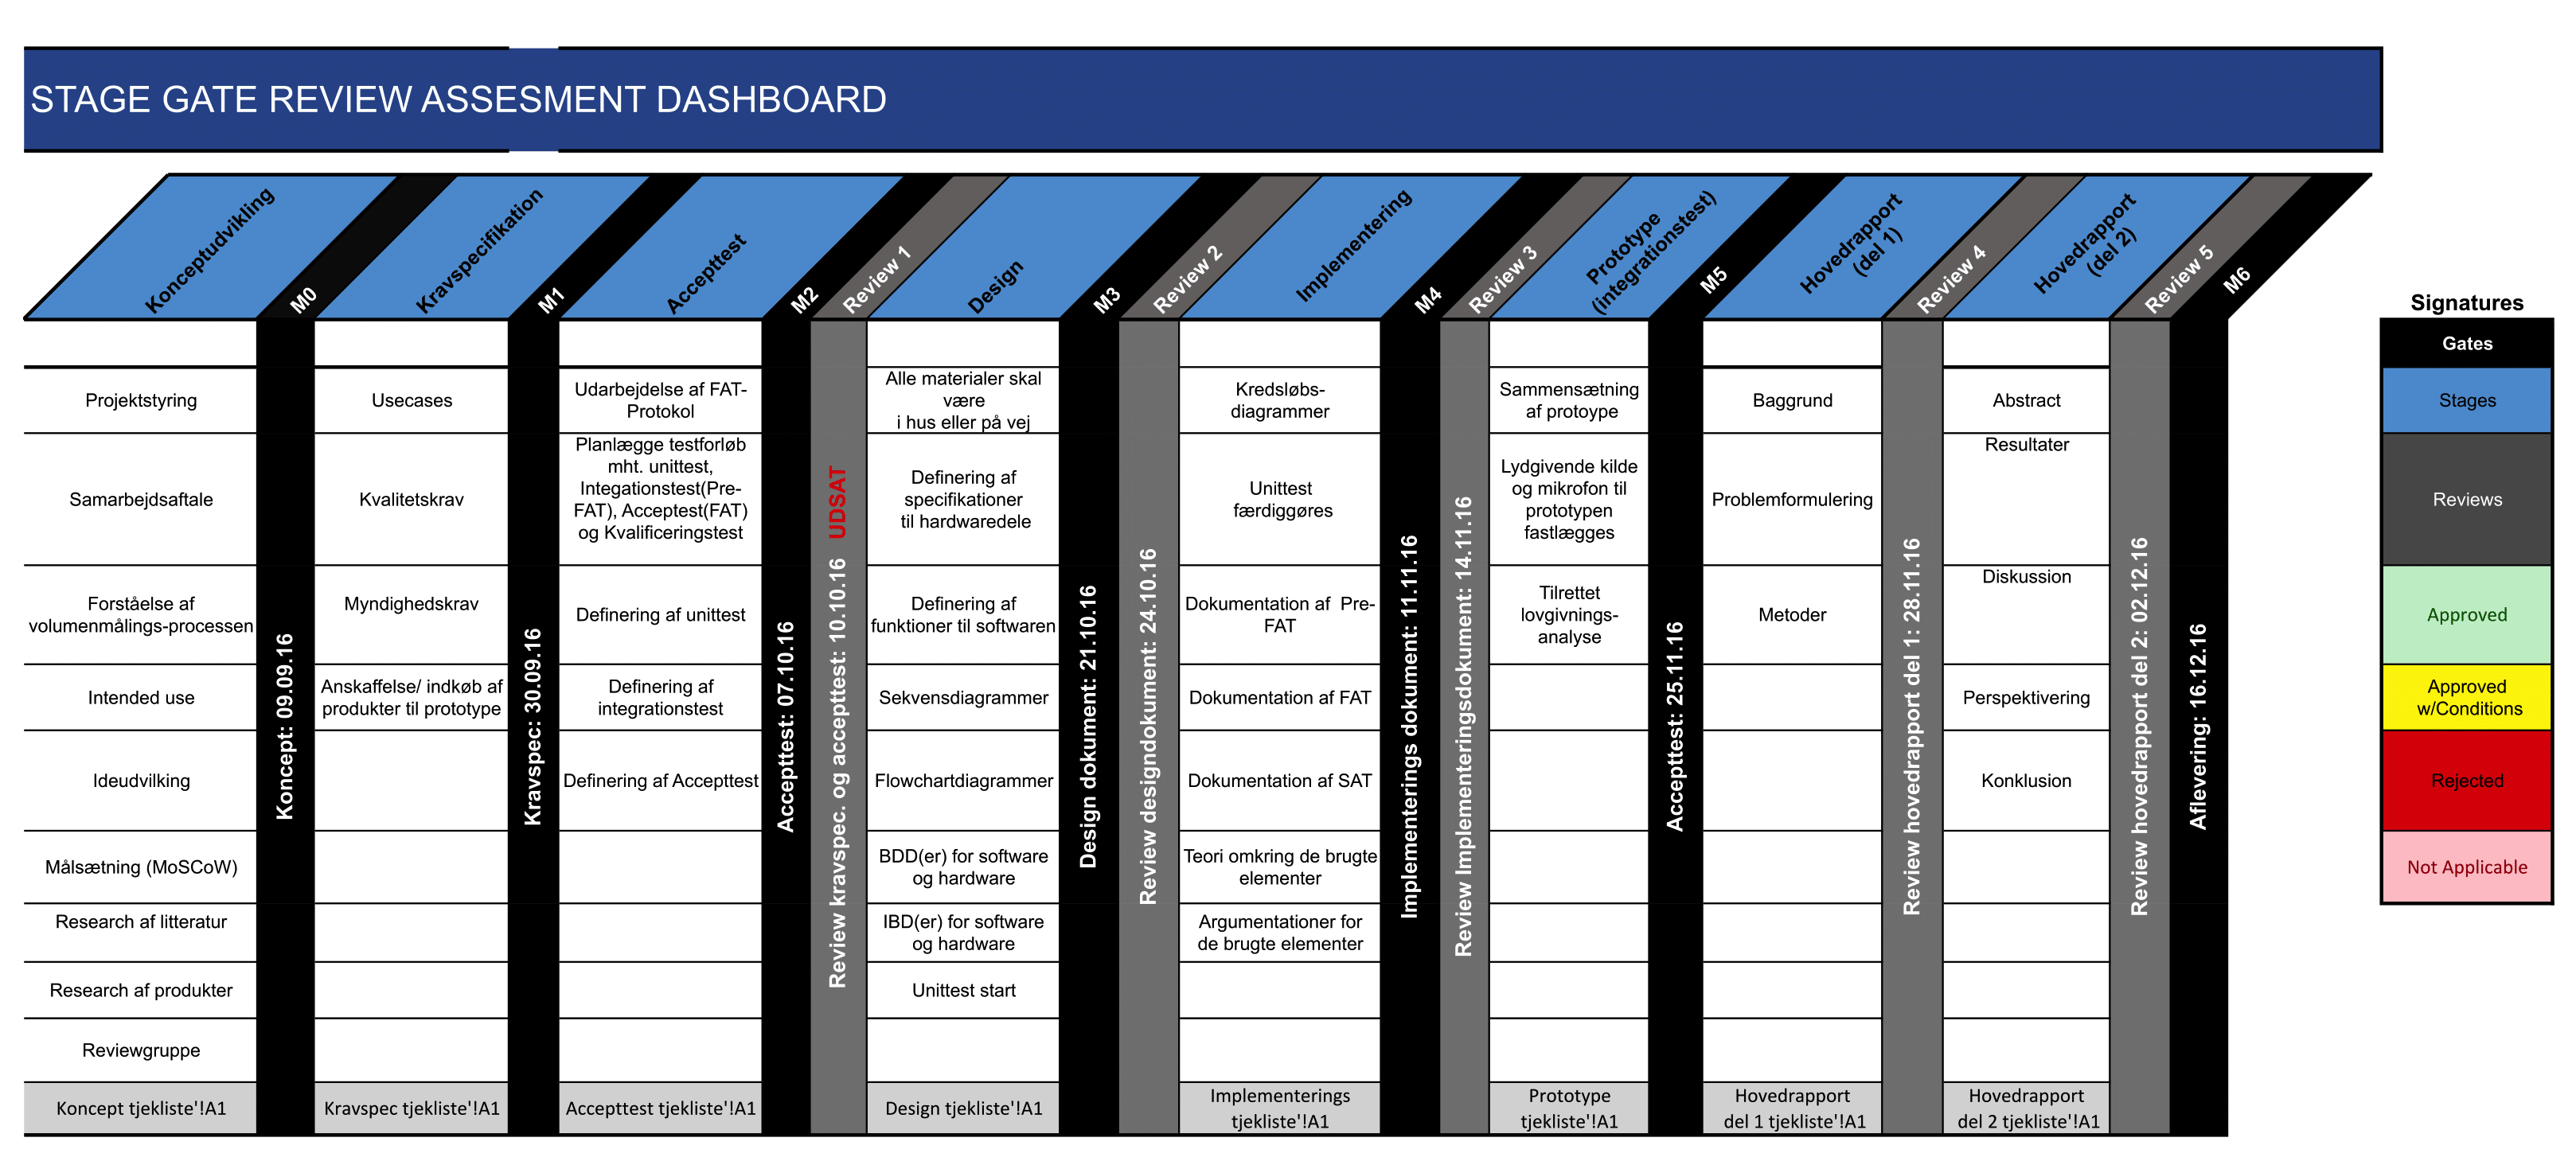 STAGE GATE REVIEW ASSESMENT DASHBOARD
Konceptudvikling
M0
Kravspecifikation
M1
Accepttest
M2
Review 1
Design
M3
Review 2
Implementering
M4
Review 3
Prototype
(integrationstest)
M5
Hovedrapport
(del 1)
Review 4
Hovedrapport
(del 2)
Review 5
M6
Projektstyring
Samarbejdsaftale
Forståelse af
volumenmålings-processen
Intended use
Ideudvilking
Målsætning (MoSCoW)
Research af litteratur
Research af produkter
Reviewgruppe
Koncept tjekliste'!A1
Koncept: 09.09.16
Usecases
Kvalitetskrav
Myndighedskrav
Anskaffelse/ indkøb af
produkter til prototype
Kravspec tjekliste'!A1
Kravspec: 30.09.16
Udarbejdelse af FAT-
Protokol
Planlægge testforløb
mht. unittest,
Integationstest(Pre-
FAT), Acceptest(FAT)
og Kvalificeringstest
Definering af unittest
Definering af
integrationstest
Definering af Accepttest
Accepttest tjekliste'!A1
Accepttest: 07.10.16
Review kravspec. og accepttest: 10.10.16 UDSAT
Alle materialer skal
være
i hus eller på vej
Definering af
specifikationer
til hardwaredele
Definering af
funktioner til softwaren
Sekvensdiagrammer
Flowchartdiagrammer
BDD(er) for software
og hardware
IBD(er) for software
og hardware
Unittest start
Design tjekliste'!A1
Design dokument: 21.10.16
Review designdokument: 24.10.16
Kredsløbs-
diagrammer
Unittest
færdiggøres
Dokumentation af Pre-
FAT
Dokumentation af FAT
Dokumentation af SAT
Teori omkring de brugte
elementer
Argumentationer for
de brugte elementer
Implementerings
tjekliste'!A1
Implementerings dokument: 11.11.16
Review Implementeringsdokument: 14.11.16
Sammensætning
af protoype
Lydgivende kilde
og mikrofon til
prototypen
fastlægges
Tilrettet
lovgivnings-
analyse
Prototype
tjekliste'!A1
Accepttest: 25.11.16
Baggrund
Problemformulering
Metoder
Hovedrapport
del 1 tjekliste'!A1
Review hovedrapport del 1: 28.11.16
Abstract
Resultater
Diskussion
Perspektivering
Konklusion
Hovedrapport
del 2 tjekliste'!A1
Review hovedrapport del 2: 02.12.16
Aflevering: 16.12.16
Signatures
Gates
Stages
Reviews
Approved
Approved
w/Conditions
Rejected
Not Applicable